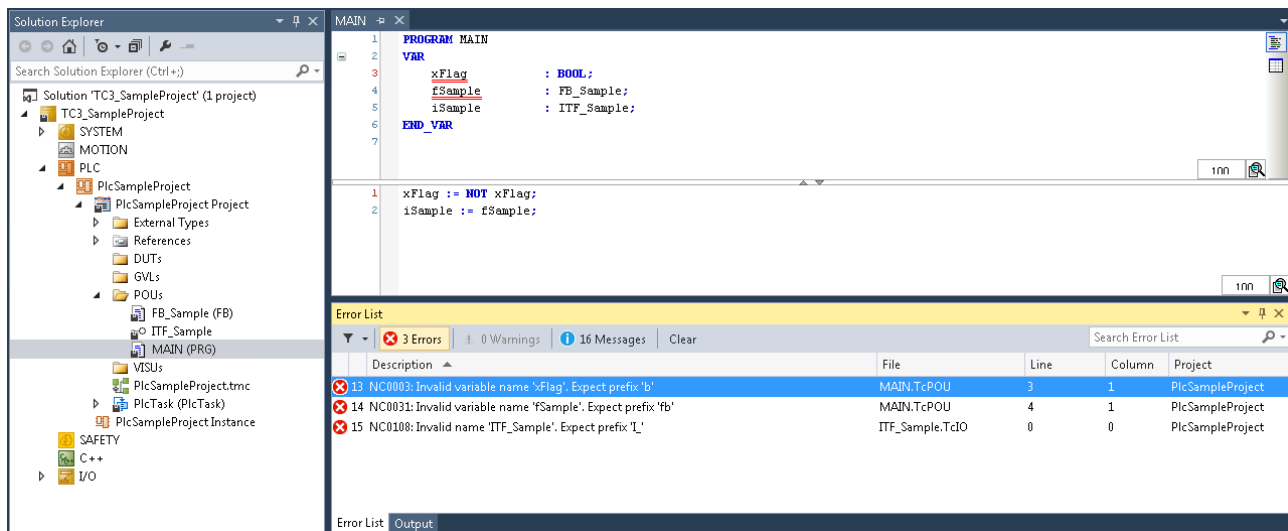 Solution Explorer
Search Solution Explorer (Ctrl+;)
Solution 'TC3_SampleProject' (1 project)
TC3_SampleProject
SYSTEM
MOTION
PLC
PlcSampleProject
PlcSampleProject Project
External Types
References
DUTs
GVLs
POUs
FB_Sample (FB)
ITF_Sample
MAIN (PRG)
VISUs
PlcSampleProject.tmc
PlcTask (PlcTask)
PlcSampleProject Instance
SAFETY
C++
I/O
MAIN
1 PROGRAM MAIN
2 VAR
3 xFlag : BOOL;
4 fSample : FB_Sample;
5 iSample : ITF_Sample;
6 END_VAR
7
100
1 xFlag := NOT xFlag;
2 iSample := fSample;
100
Error List
3 Errors 0 Warnings 16 Messages Clear Search Error List
Description File Line Column Project
13 NC0003: Invalid variable name 'xFlag'. Expect prefix 'b' MAIN.TcPOU 3 1 PlcSampleProject
14 NC0031: Invalid variable name 'fSample'. Expect prefix 'fb' MAIN.TcPOU 4 1 PlcSampleProject
15 NC0108: Invalid name 'ITF_Sample'. Expect prefix 'I_' ITF_Sample.TcIO 0 0 PlcSampleProject
Error List Output